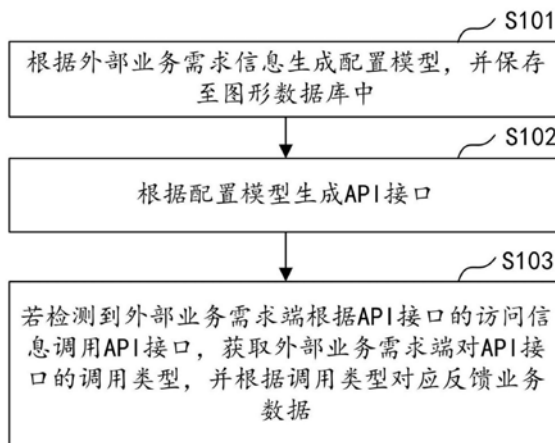 S101
根据外部业务需求信息生成配置模型，并保存
至图形数据库中
S102
根据配置模型生成API接口
S103
若检测到外部业务需求端根据API接口的访问信
息调用API接口，获取外部业务需求端对API接
口的调用类型，并根据调用类型对应反馈业务
数据